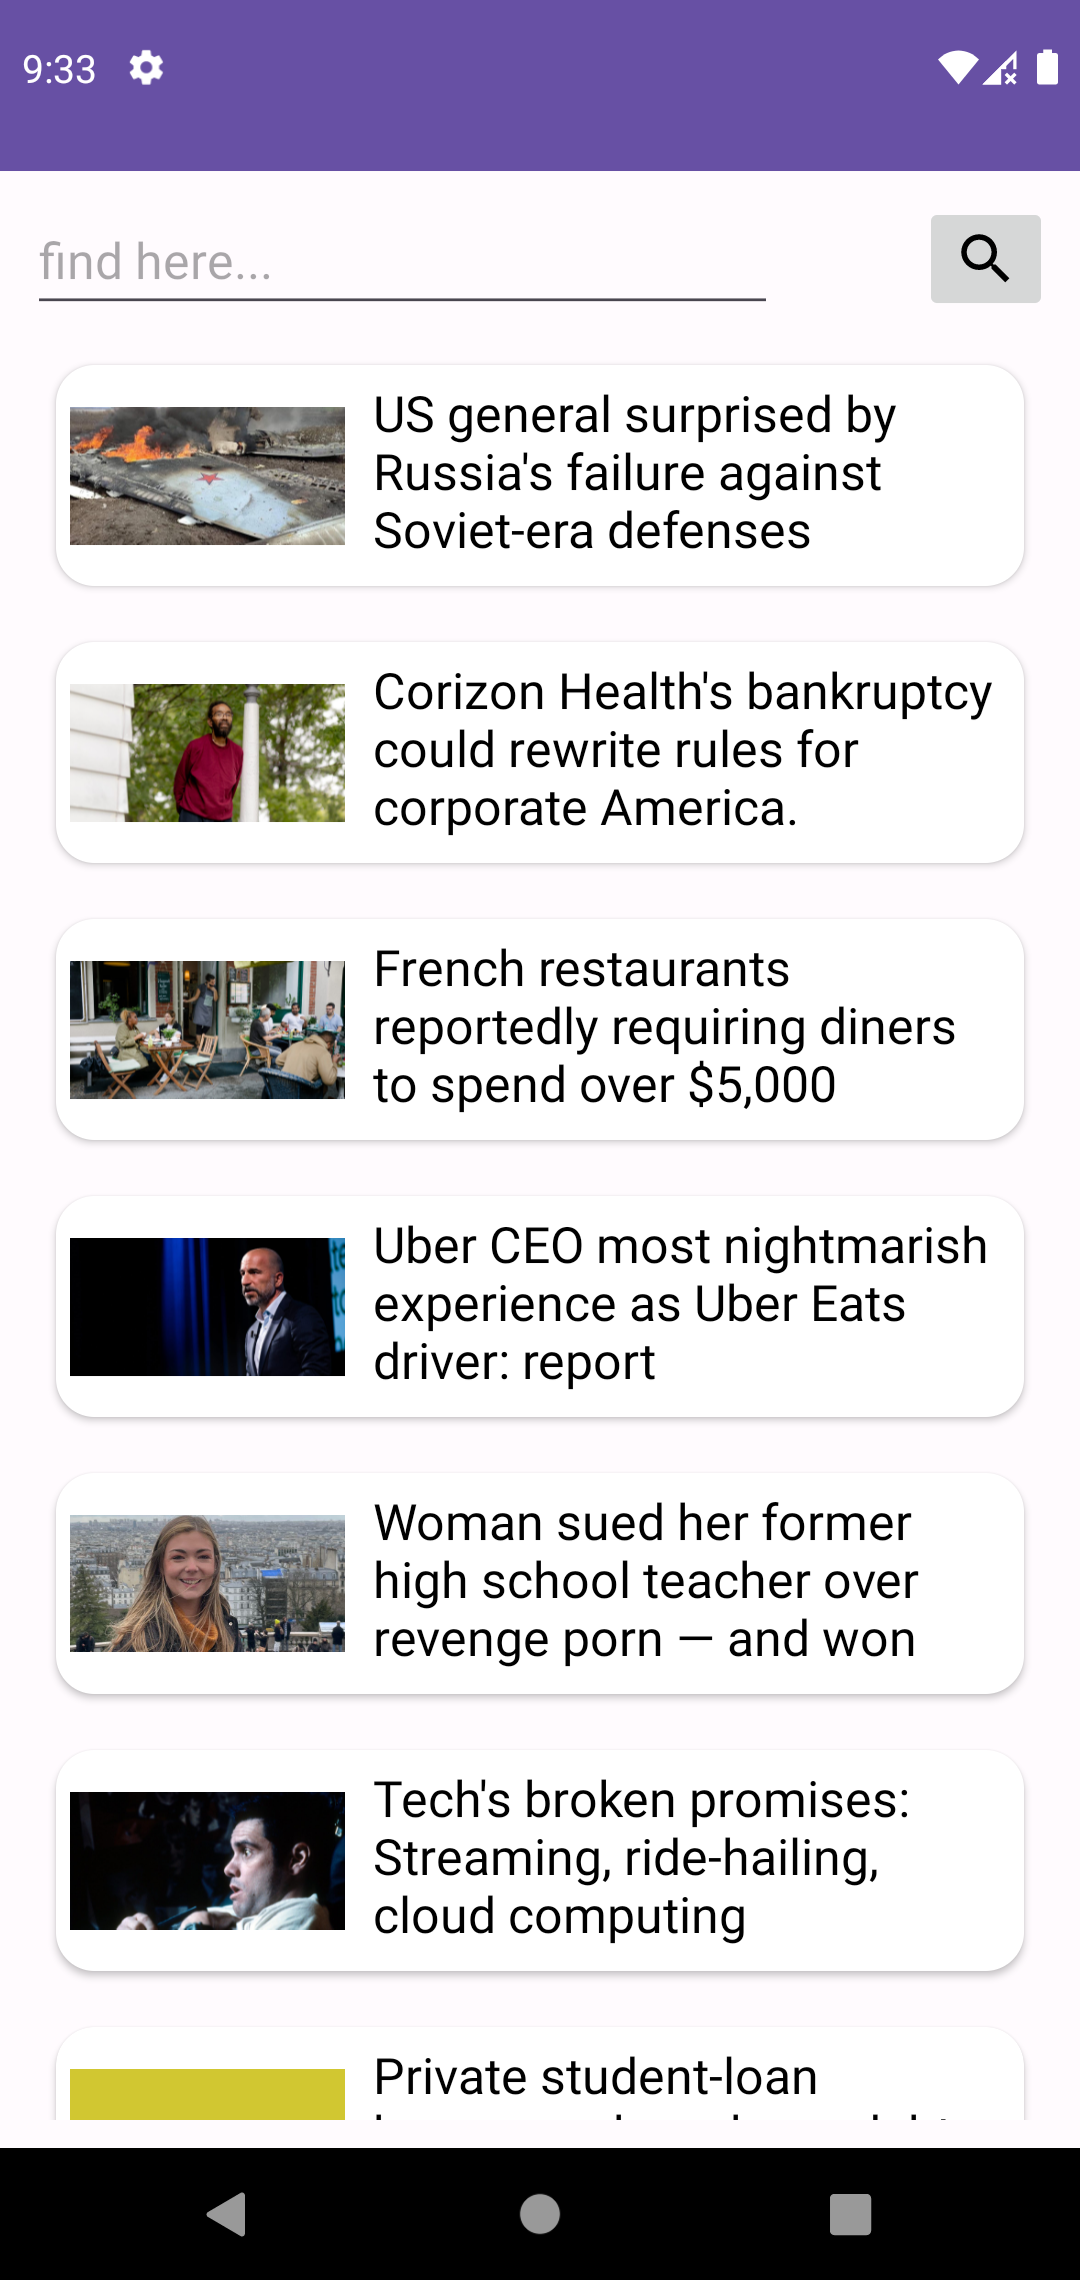 9:33
find here...
US general surprised by
Russia's failure against
Soviet-era defenses
Corizon Health's bankruptcy
could rewrite rules for
corporate America.
French restaurants
reportedly requiring diners
to spend over $5,000
Uber CEO most nightmarish
experience as Uber Eats
driver: report
Woman sued her former
high school teacher over
revenge porn — and won
Tech's broken promises:
Streaming, ride-hailing,
cloud computing
Private student-loan